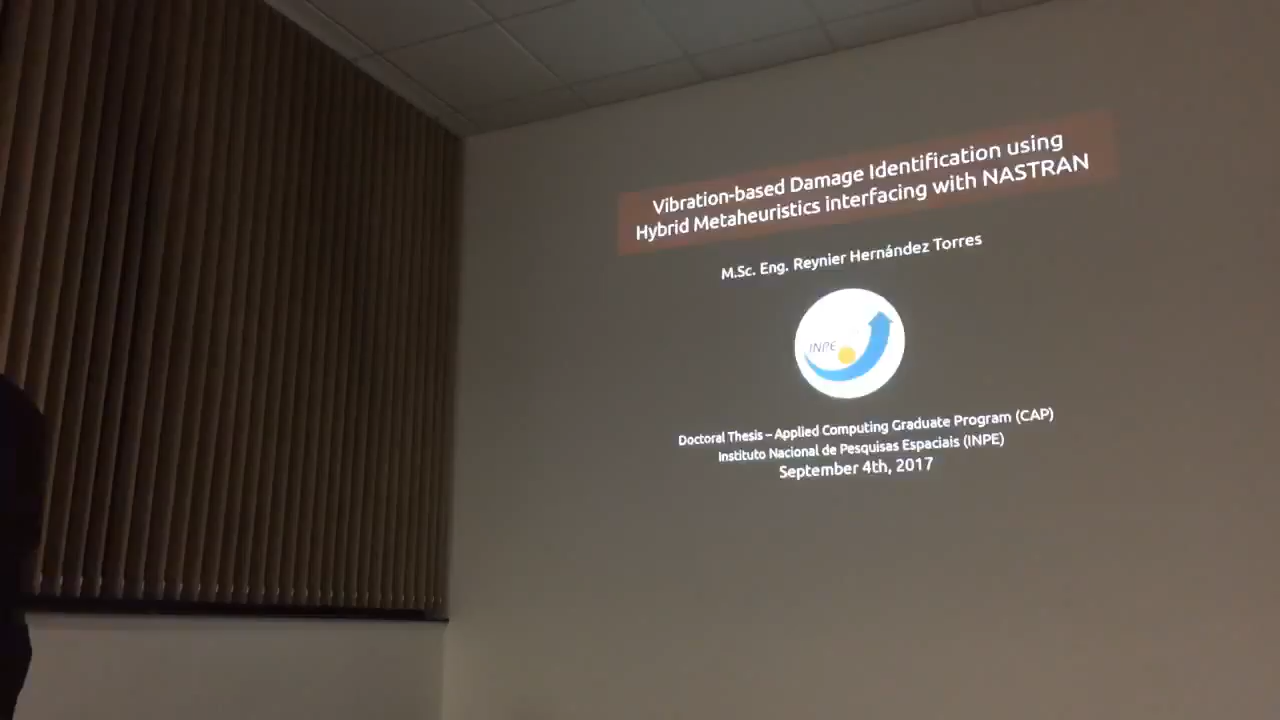 Vibration-based Damage Identification using
Hybrid Metaheuristics interfacing with NASTRAN
M.Sc. Eng. Reynier Hernández Torres
INPE
Doctoral Thesis – Applied Computing Graduate Program (CAP)
Instituto Nacional de Pesquisas Espaciais (INPE)
September 4th, 2017